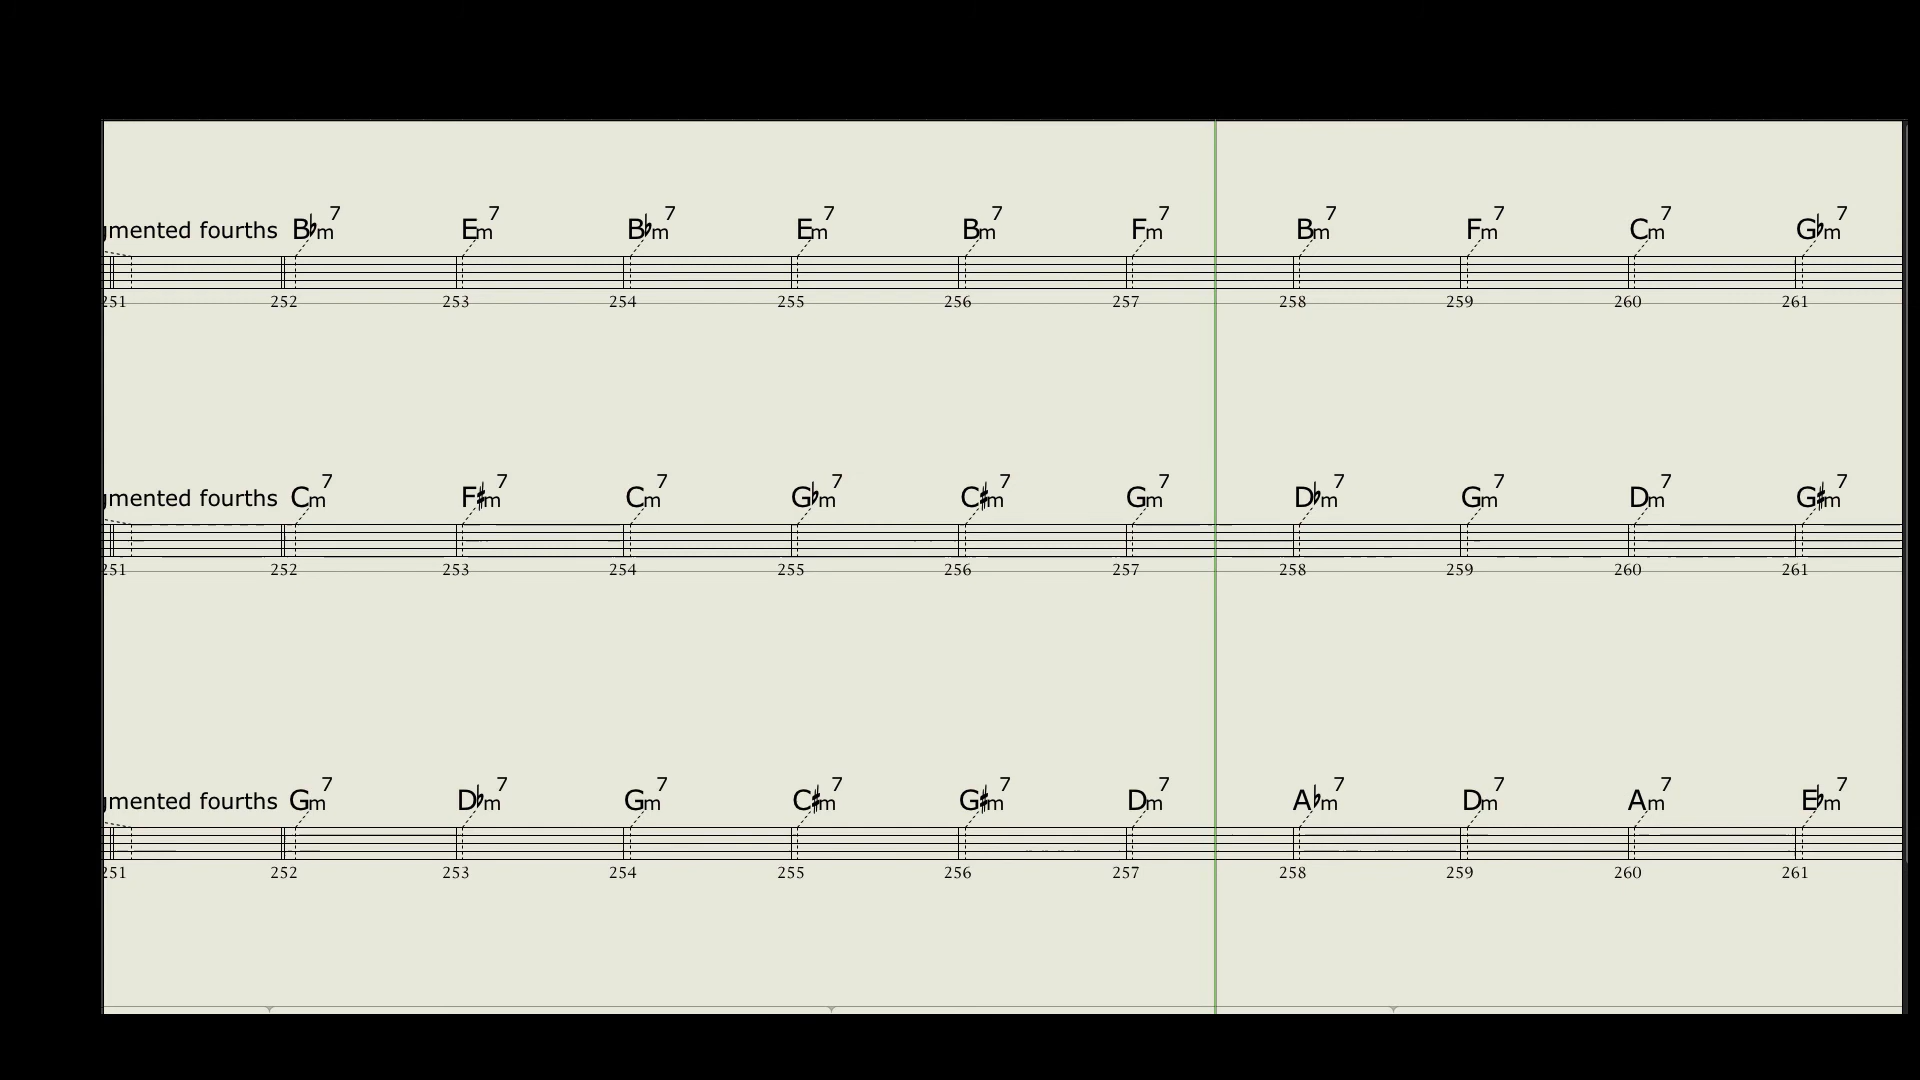 gmented fourths B♭m7 Em7 B♭m7 Em7 Bm7 Fm7 Bm7 Fm7 Cm7 G♭m7
251 252 253 254 255 256 257 258 259 260 261
gmented fourths Cm7 F♯m7 Cm7 G♭m7 C♯m7 Gm7 D♭m7 Gm7 Dm7 G♯m7
251 252 253 254 255 256 257 258 259 260 261
gmented fourths Gm7 D♭m7 Gm7 C♯m7 G♯m7 Dm7 A♭m7 Dm7 Am7 E♭m7
251 252 253 254 255 256 257 258 259 260 261